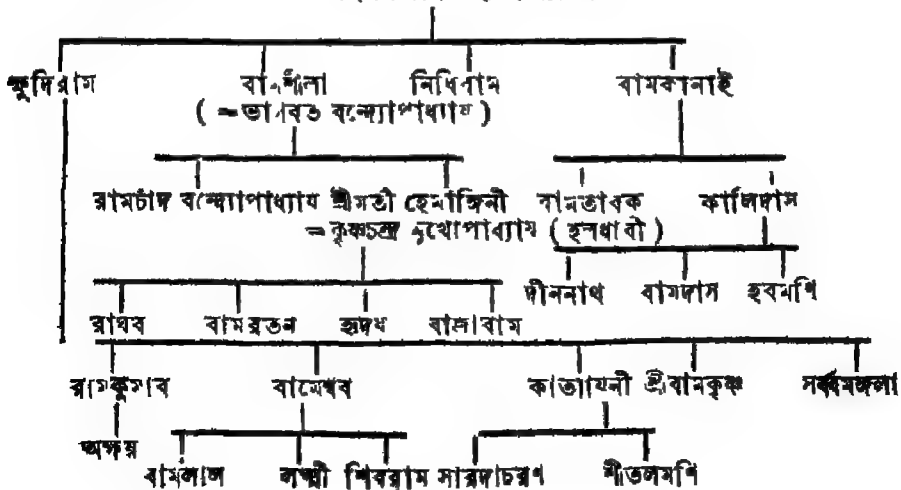 ক্ষুদিরাম রামশীলা নিধিরাম রামকানাই
( = ভাগবত বন্দ্যোপাধ্যায় )
রামচাঁদ বন্দ্যোপাধ্যায় শ্রীমতী হেমাঙ্গিনী রামতারক কালিদাস
= কৃষ্ণচন্দ্র মুখোপাধ্যায় ( হলধারী )
দীননাথ রামদাস হরমণি
রাঘব রামরতন হৃদয় রাজারাম
রামকুমার রামেশ্বর কাত্যায়নী শ্রীরামকৃষ্ণ সর্ব্বমঙ্গলা
অক্ষয়
রামলাল লক্ষ্মী শিবরাম সারদাচরণ শীতলমণি